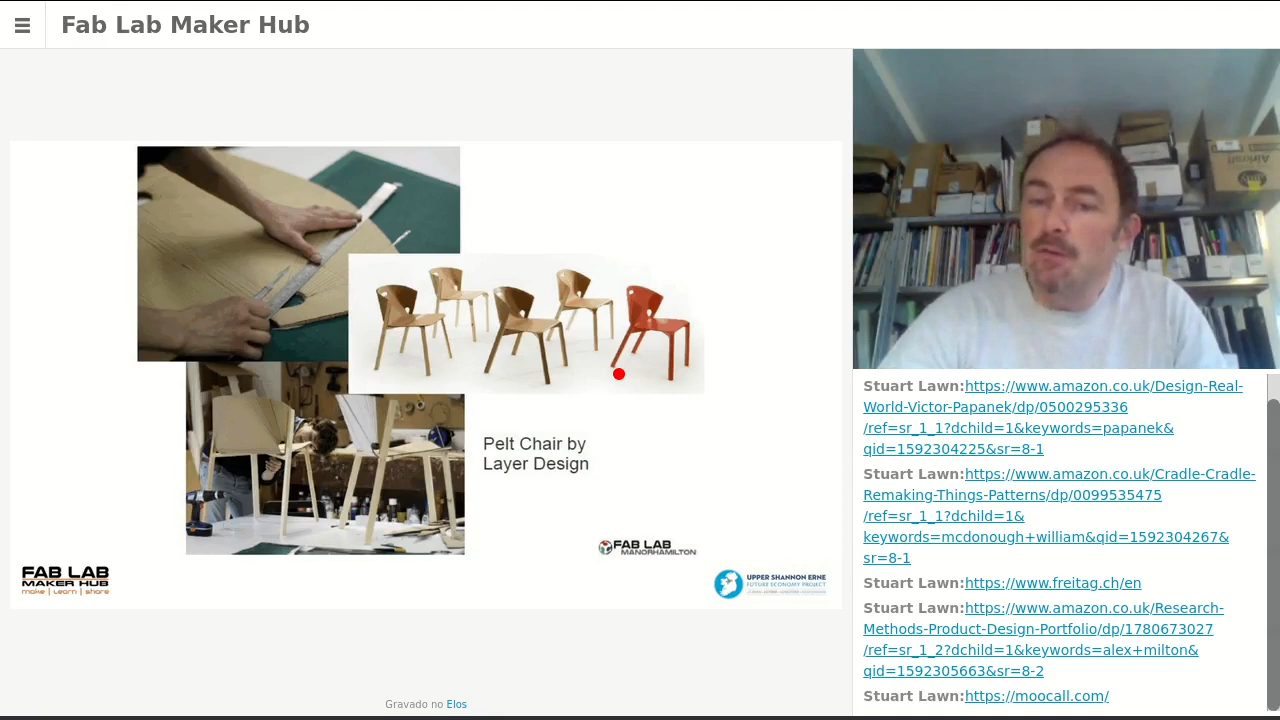 Fab Lab Maker Hub
Pelt Chair by
Layer Design
FAB LAB
MANORHAMILTON
FAB LAB
MAKER HUB
make | Learn | share
UPPER SHANNON ERNE
FUTURE ECONOMY PROJECT
Gravado no Elos
Stuart Lawn:https://www.amazon.co.uk/Design-Real-
World-Victor-Papanek/dp/0500295336
/ref=sr_1_1?dchild=1&keywords=papanek&
qid=1592304225&sr=8-1
Stuart Lawn:https://www.amazon.co.uk/Cradle-Cradle-
Remaking-Things-Patterns/dp/0099535475
/ref=sr_1_1?dchild=1&
keywords=mcdonough+william&qid=1592304267&
sr=8-1
Stuart Lawn:https://www.freitag.ch/en
Stuart Lawn:https://www.amazon.co.uk/Research-
Methods-Product-Design-Portfolio/dp/1780673027
/ref=sr_1_2?dchild=1&keywords=alex+milton&
qid=1592305663&sr=8-2
Stuart Lawn:https://moocall.com/